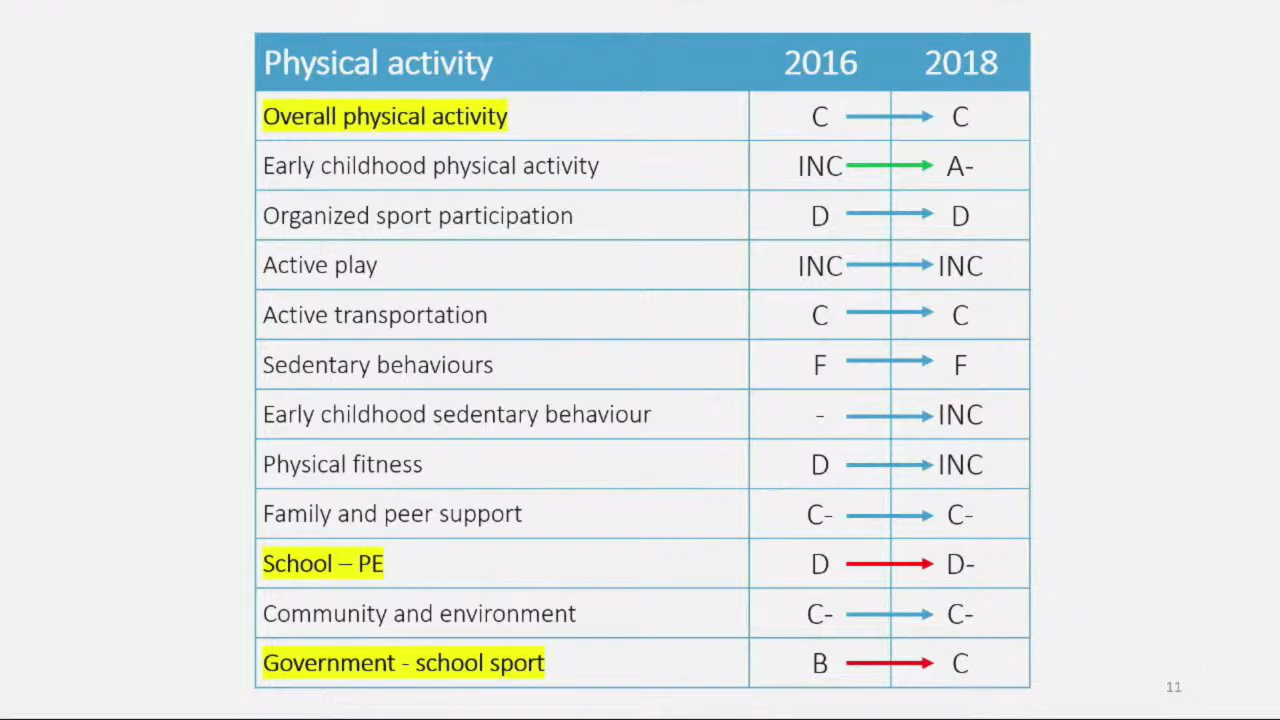 Physical activity 2016 2018
Overall physical activity C C
Early childhood physical activity INC A-
Organized sport participation D D
Active play INC INC
Active transportation C C
Sedentary behaviours F F
Early childhood sedentary behaviour - INC
Physical fitness D INC
Family and peer support C- C-
School – PE D D-
Community and environment C- C-
Government - school sport B C
11